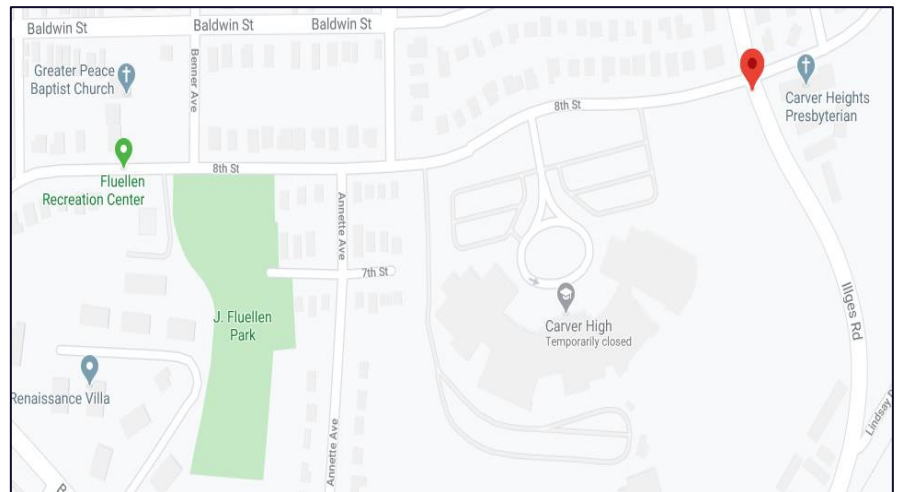 Baldwin St
Baldwin St
Baldwin St
Benner Ave
Greater Peace
Baptist Church
Carver Heights
Presbyterian
8th St
8th St
Fluellen
Recreation Center
Annette Ave
7th St
Illges Rd
J. Fluellen
Park
Carver High
Temporarily closed
Renaissance Villa
Annette Ave
Lindsay